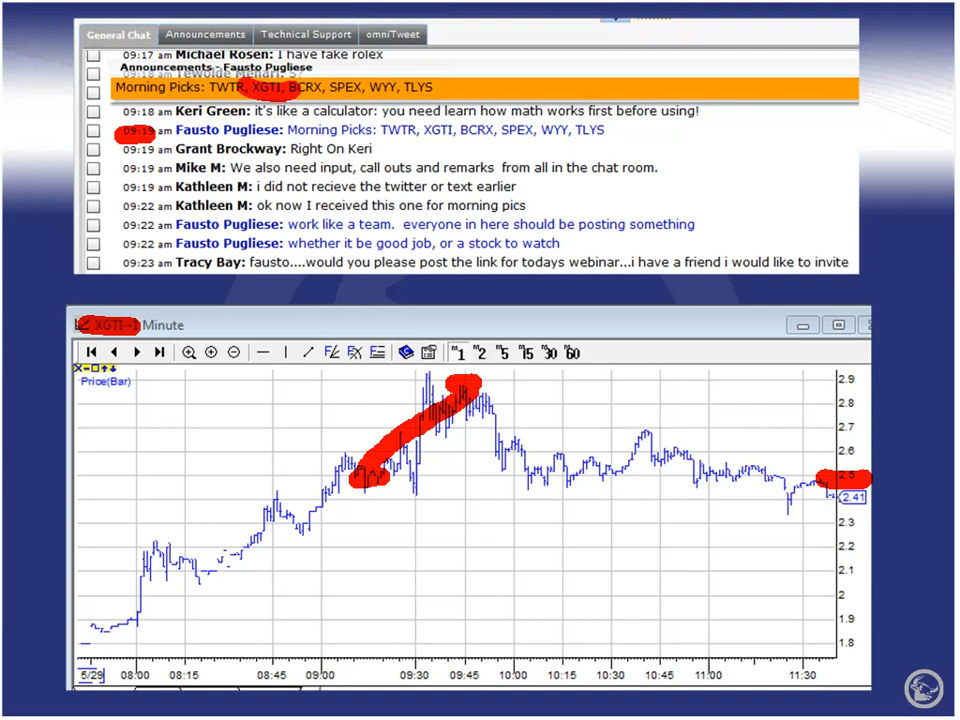 General Chat Announcements Technical Support omniTweet
09:17 am Michael Rosen: I have fake rolex
Announcements - Fausto Pugliese
09:18 am
Morning Picks: TWTR, XGTI, BCRX, SPEX, WYY, TLYS
09:18 am Keri Green: it's like a calculator: you need learn how math works first before using!
09:19 am Fausto Pugliese: Morning Picks: TWTR, XGTI, BCRX, SPEX, WYY, TLYS
09:19 am Grant Brockway: Right On Keri
09:19 am Mike M: We also need input, call outs and remarks from all in the chat room.
09:19 am Kathleen M: i did not recieve the twitter or text earlier
09:22 am Kathleen M: ok now I received this one for morning pics
09:22 am Fausto Pugliese: work like a team. everyone in here should be posting something
09:22 am Fausto Pugliese: whether it be good job, or a stock to watch
09:23 am Tracy Bay: fausto....would you please post the link for todays webinar...i have a friend i would like to invite
XGTI--1 Minute
m1 m2 m5 m15 m30 m60
Price(Bar)
2.9
2.8
2.7
2.6
2.5
2.41
2.3
2.2
2.1
2
1.9
1.8
5/29 08:00 08:15 08:45 09:00 09:30 09:45 10:00 10:15 10:30 10:45 11:00 11:30